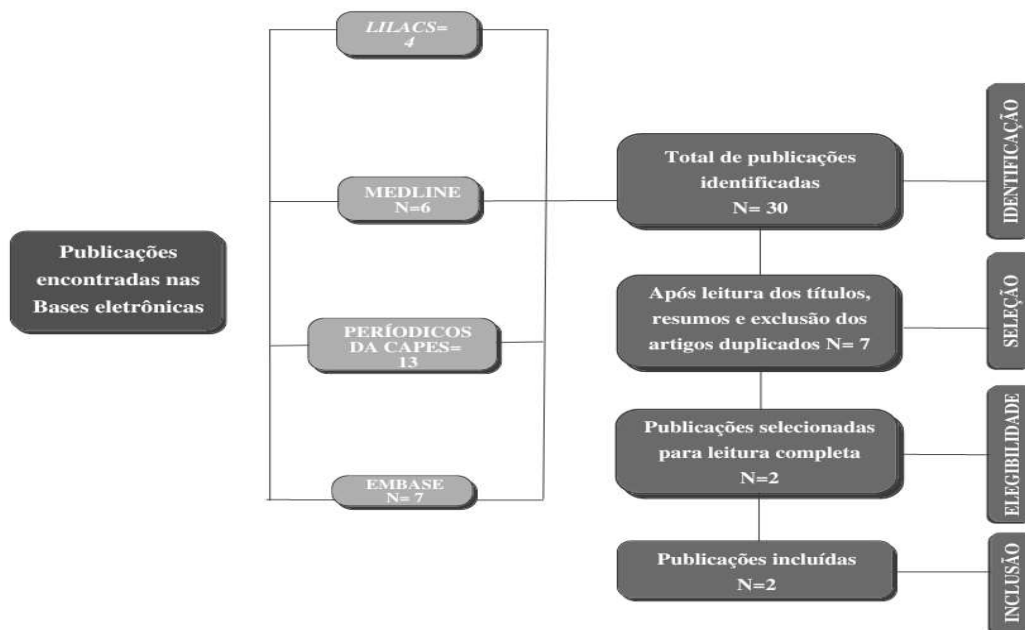 Publicações
encontradas nas
Bases eletrônicas
LILACS=
4
MEDLINE
N=6
PERÍODICOS
DA CAPES=
13
EMBASE
N= 7
Total de publicações
identificadas
N= 30
Após leitura dos títulos,
resumos e exclusão dos
artigos duplicados N= 7
Publicações selecionadas
para leitura completa
N=2
Publicações incluídas
N=2
IDENTIFICAÇÃO
SELEÇÃO
ELEGIBILIDADE
INCLUSÃO